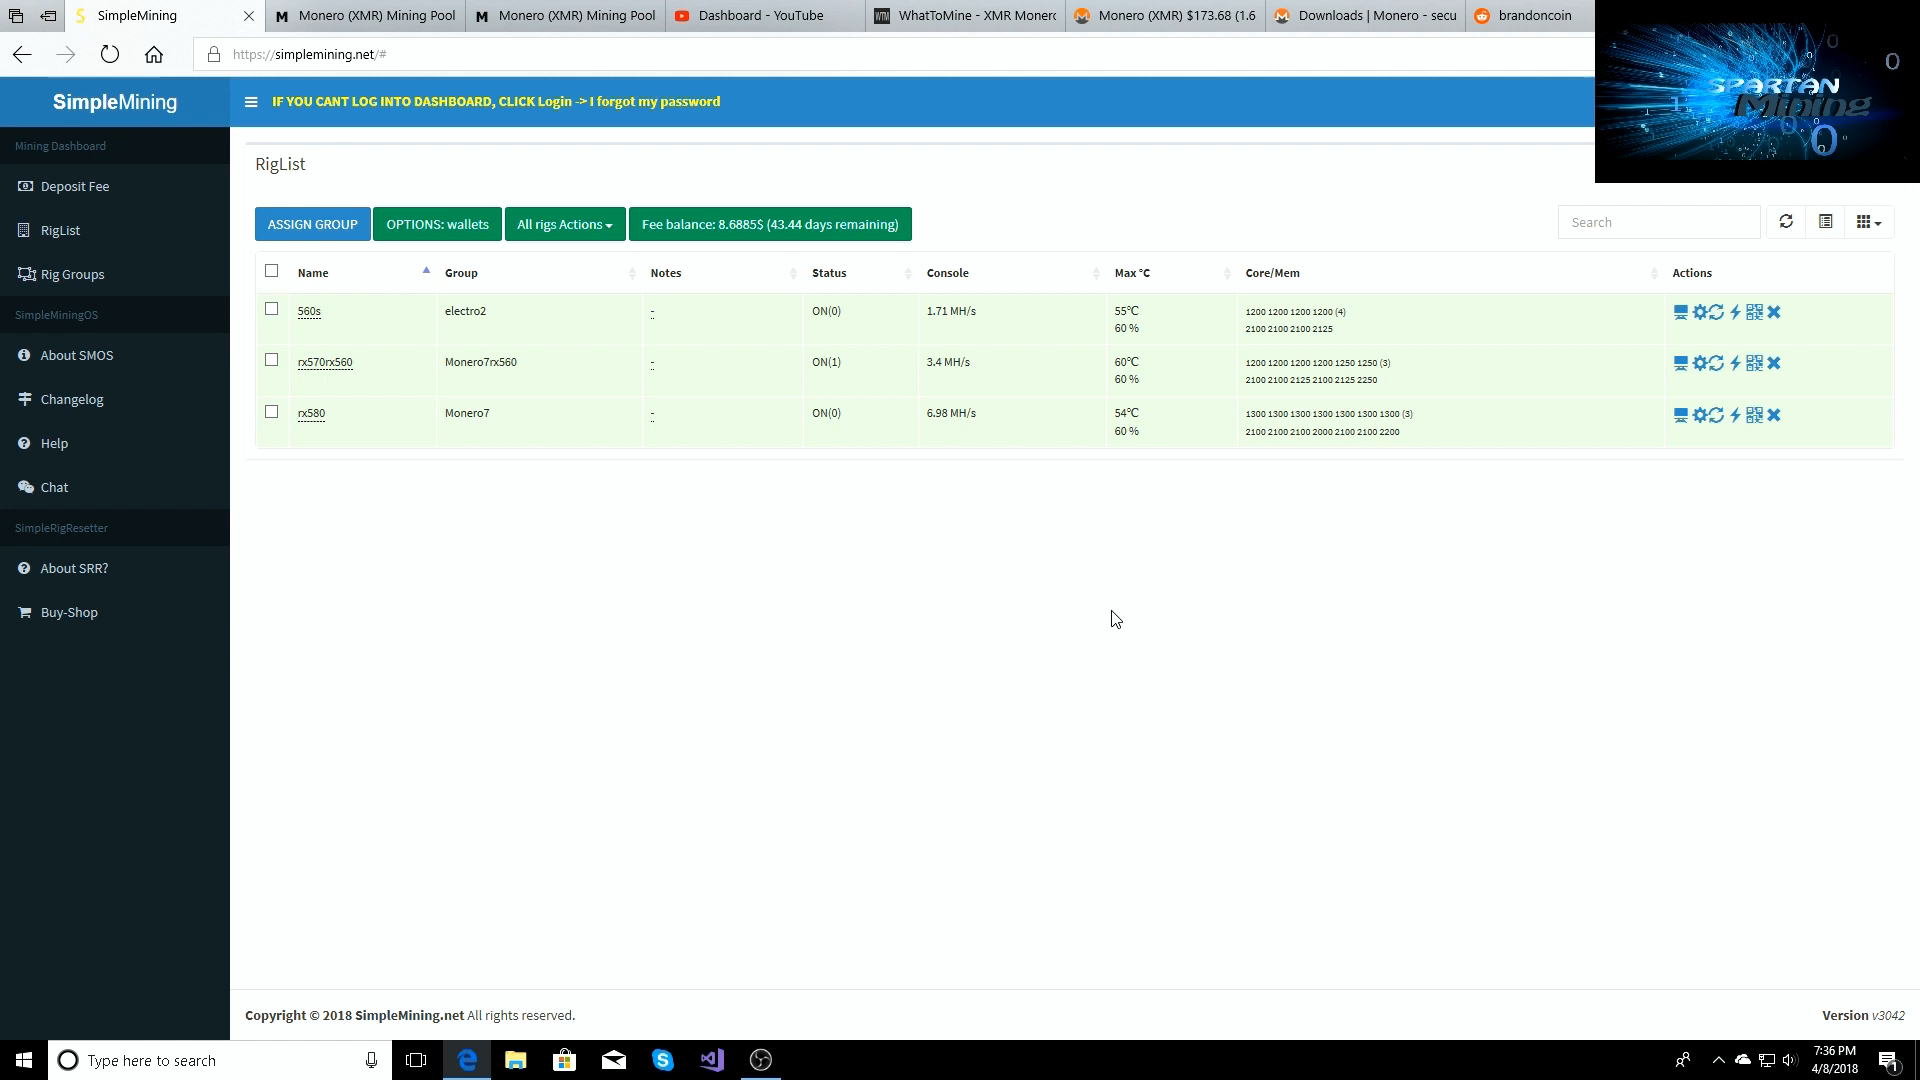 SimpleMining
Monero (XMR) Mining Pool
Monero (XMR) Mining Pool
Dashboard - YouTube
WhatToMine - XMR Monero
Monero (XMR) $173.68 (1.6
Downloads | Monero - secu
brandoncoin
https://simplemining.net/#
SPARTAN
Mining
SimpleMining
IF YOU CANT LOG INTO DASHBOARD, CLICK Login -> I forgot my password
Mining Dashboard
Deposit Fee
RigList
Rig Groups
SimpleMiningOS
About SMOS
Changelog
Help
Chat
SimpleRigResetter
About SRR?
Buy-Shop
RigList
ASSIGN GROUP
OPTIONS: wallets
All rigs Actions
Fee balance: 8.6885$ (43.44 days remaining)
Search
Name Group Notes Status Console Max °C Core/Mem Actions
560s electro2 - ON(0) 1.71 MH/s 55°C 1200 1200 1200 1200 (4)
60 % 2100 2100 2100 2125
rx570rx560 Monero7rx560 - ON(1) 3.4 MH/s 60°C 1200 1200 1200 1200 1250 1250 (3)
60 % 2100 2100 2125 2100 2125 2250
rx580 Monero7 - ON(0) 6.98 MH/s 54°C 1300 1300 1300 1300 1300 1300 1300 (3)
60 % 2100 2100 2100 2000 2100 2100 2200
Copyright © 2018 SimpleMining.net All rights reserved.
Version v3042
Type here to search
7:36 PM
4/8/2018
1